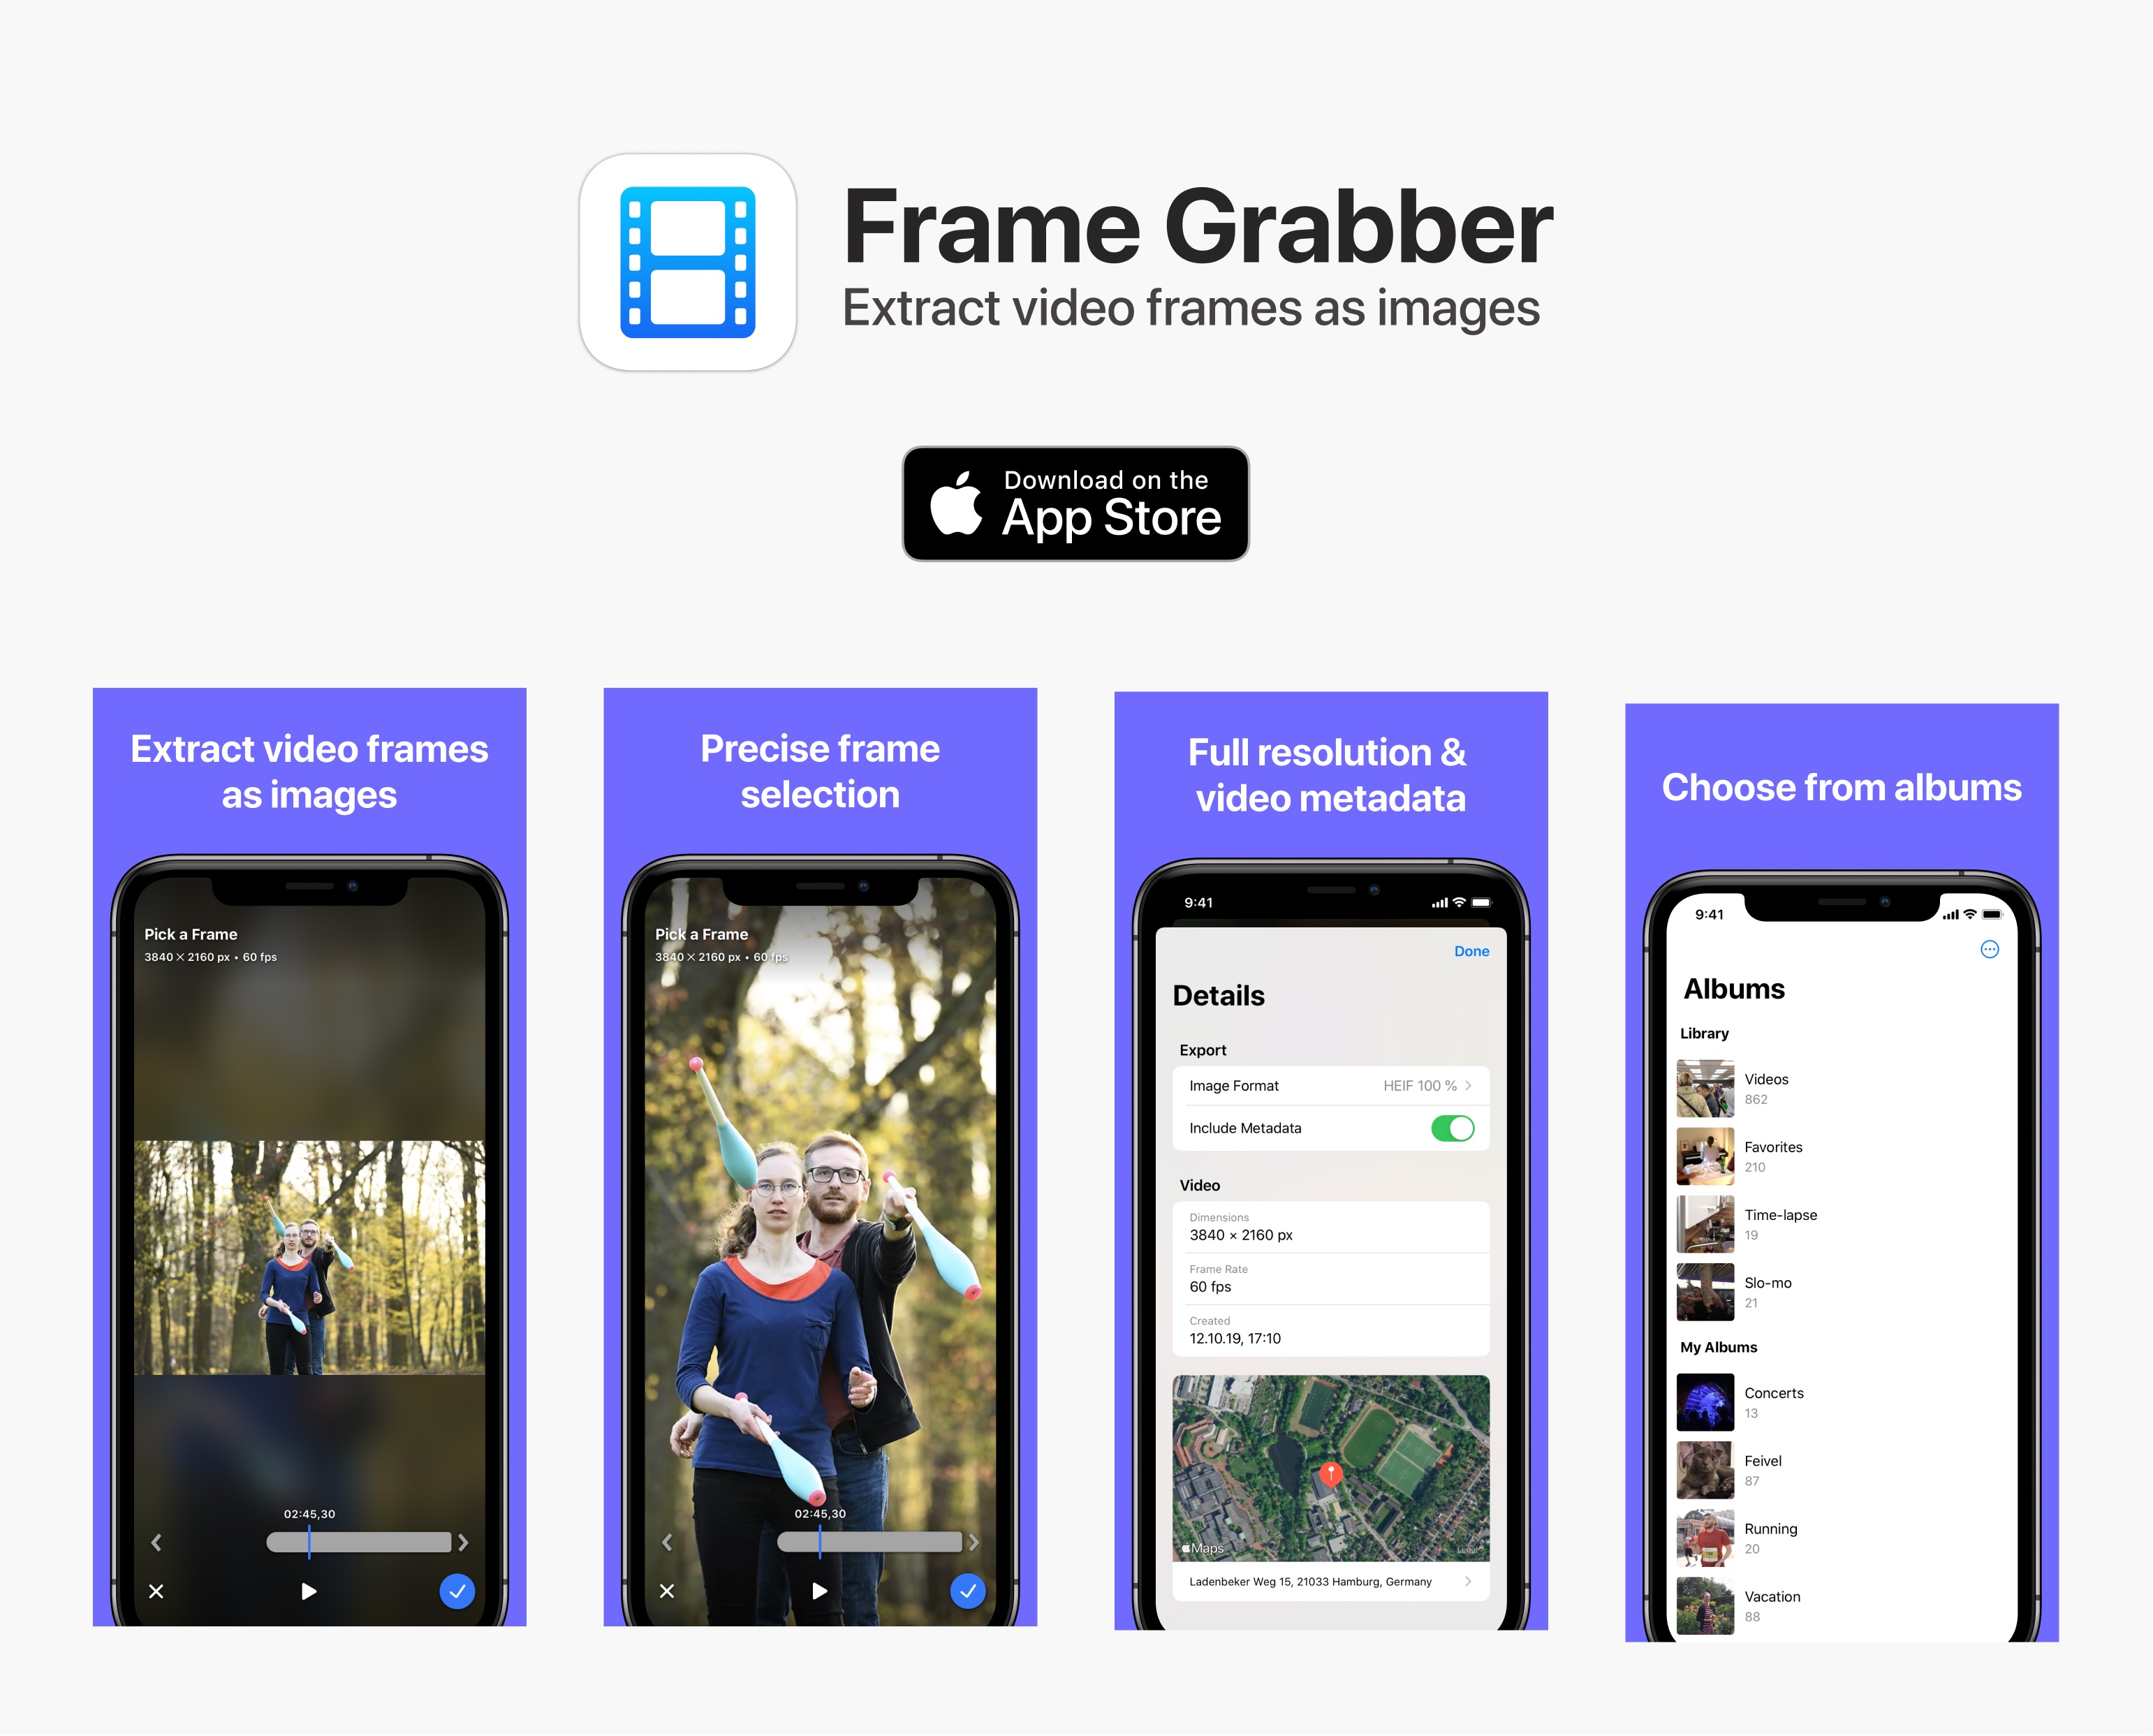 Frame Grabber
Extract video frames as images
Download on the
App Store
Extract video frames
as images
Pick a Frame
3840 × 2160 px • 60 fps
02:45,30
Precise frame
selection
Pick a Frame
3840 × 2160 px • 60 fps
02:45,30
Full resolution &
video metadata
9:41
Done
Details
Export
Image Format HEIF 100 %
Include Metadata
Video
Dimensions
3840 × 2160 px
Frame Rate
60 fps
Created
12.10.19, 17:10
Maps
Legal
Ladenbeker Weg 15, 21033 Hamburg, Germany
Choose from albums
9:41
Albums
Library
Videos
862
Favorites
210
Time-lapse
19
Slo-mo
21
My Albums
Concerts
13
Feivel
87
Running
20
Vacation
88